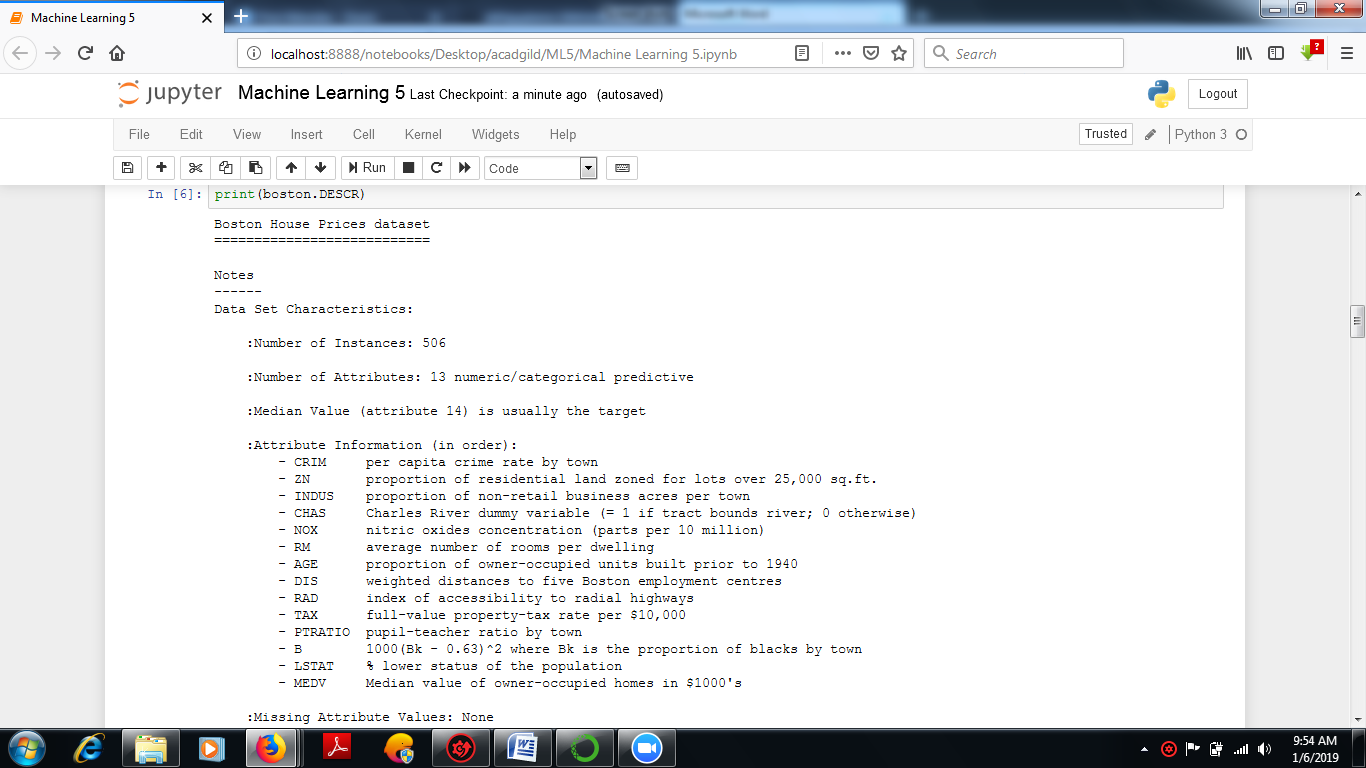 Machine Learning 5
Microsoft Word
localhost:8888/notebooks/Desktop/acadgild/ML5/Machine Learning 5.ipynb
Search
jupyter Machine Learning 5 Last Checkpoint: a minute ago (autosaved)
Logout
File Edit View Insert Cell Kernel Widgets Help
Trusted
Python 3
Run
Code
In [6]: print(boston.DESCR)
Boston House Prices dataset
===========================
Notes
------
Data Set Characteristics:
:Number of Instances: 506
:Number of Attributes: 13 numeric/categorical predictive
:Median Value (attribute 14) is usually the target
:Attribute Information (in order):
- CRIM per capita crime rate by town
- ZN proportion of residential land zoned for lots over 25,000 sq.ft.
- INDUS proportion of non-retail business acres per town
- CHAS Charles River dummy variable (= 1 if tract bounds river; 0 otherwise)
- NOX nitric oxides concentration (parts per 10 million)
- RM average number of rooms per dwelling
- AGE proportion of owner-occupied units built prior to 1940
- DIS weighted distances to five Boston employment centres
- RAD index of accessibility to radial highways
- TAX full-value property-tax rate per $10,000
- PTRATIO pupil-teacher ratio by town
- B 1000(Bk - 0.63)^2 where Bk is the proportion of blacks by town
- LSTAT % lower status of the population
- MEDV Median value of owner-occupied homes in $1000's
:Missing Attribute Values: None
9:54 AM
1/6/2019